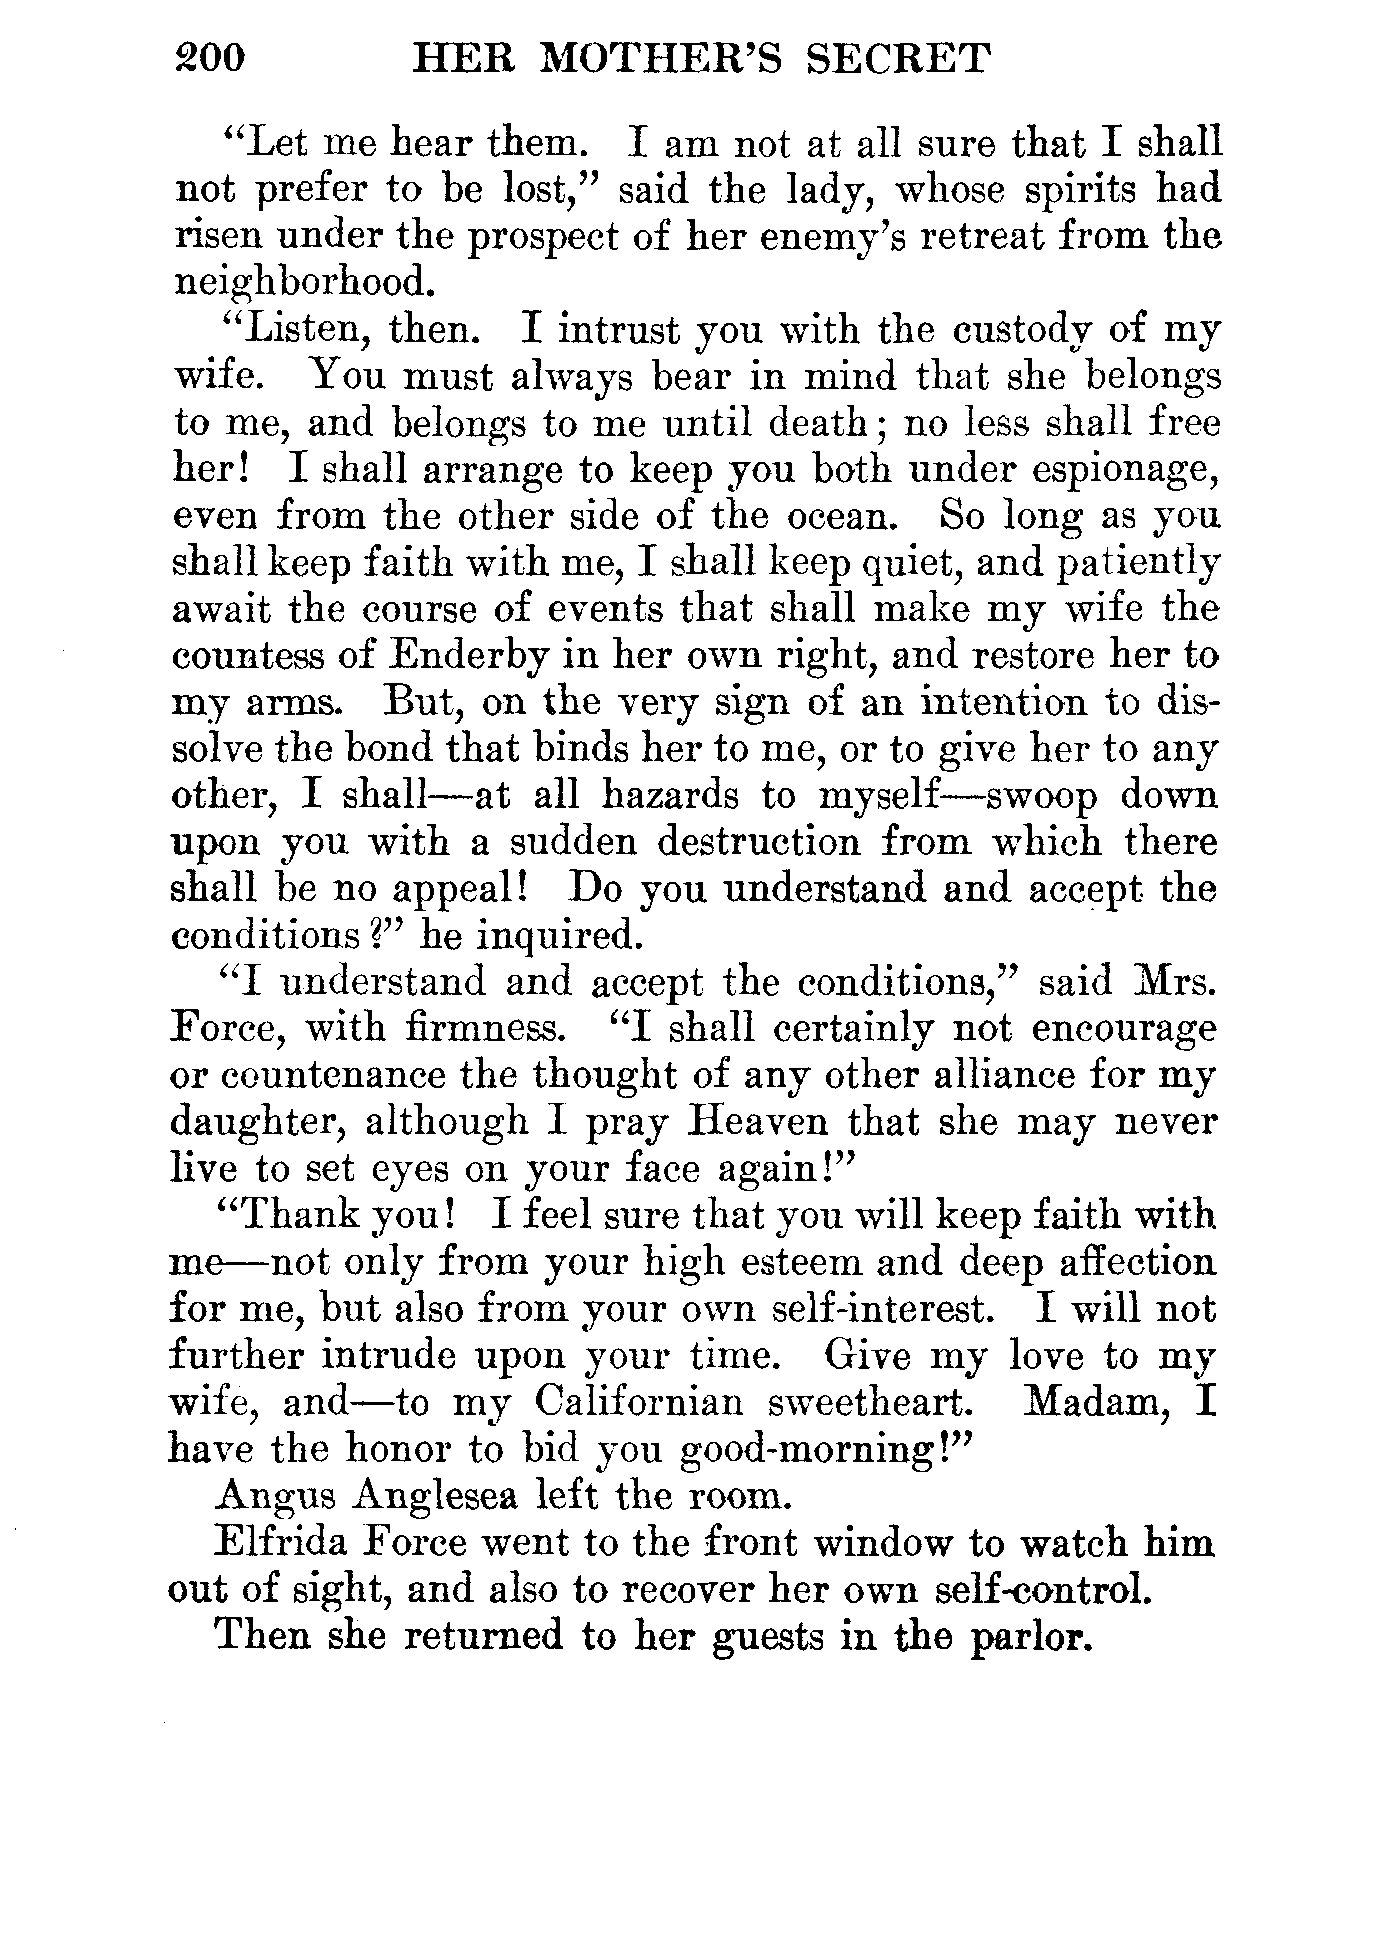 200 HER MOTHER'S SECRET
“Let me hear them. I am not at all sure that I shall
not prefer to be lost,” said the lady, whose spirits had
risen under the prospect of her enemy's retreat from the
neighborhood.
“Listen, then. I intrust you with the custody of my
wife. You must always bear in mind that she belongs
to me, and belongs to me until death; no less shall free
her! I shall arrange to keep you both under espionage,
even from the other side of the ocean. So long as you
shall keep faith with me, I shall keep quiet, and patiently
await the course of events that shall make my wife the
countess of Enderby in her own right, and restore her to
my arms. But, on the very sign of an intention to dis-
solve the bond that binds her to me, or to give her to any
other, I shall—at all hazards to myself—swoop down
upon you with a sudden destruction from which there
shall be no appeal! Do you understand and accept the
conditions?” he inquired.
“I understand and accept the conditions,” said Mrs.
Force, with firmness. “I shall certainly not encourage
or countenance the thought of any other alliance for my
daughter, although I pray Heaven that she may never
live to set eyes on your face again!”
“Thank you! I feel sure that you will keep faith with
me—not only from your high esteem and deep affection
for me, but also from your own self-interest. I will not
further intrude upon your time. Give my love to my
wife, and—to my Californian sweetheart. Madam, I
have the honor to bid you good-morning!”
Angus Anglesea left the room.
Elfrida Force went to the front window to watch him
out of sight, and also to recover her own self-control.
Then she returned to her guests in the parlor.